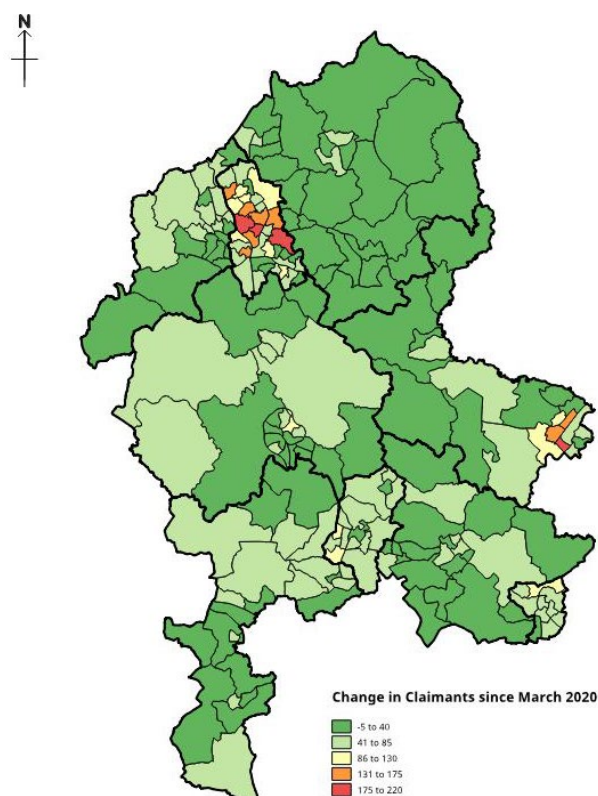 N
Change in Claimants since March 2020
-5 to 40
41 to 85
86 to 130
131 to 175
175 to 220